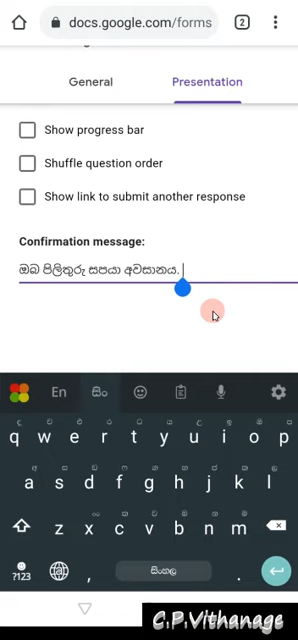 docs.google.com/forms
2
General
Presentation
Show progress bar
Shuffle question order
Show link to submit another response
Confirmation message:
ඔබ පිලිතුරු සපයා අවසානය.
En
සිං
q w e r t y u i o p
a s d f g h j k l
z x c v b n m
?123
,
සිංහල
.
C.P.Vithanage